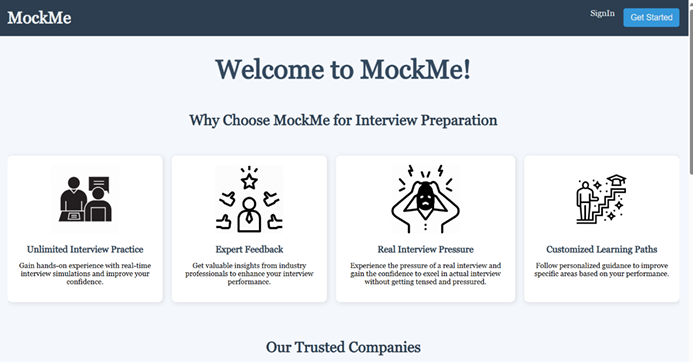 MockMe
SignIn
Get Started
Welcome to MockMe!
Why Choose MockMe for Interview Preparation
Unlimited Interview Practice
Gain hands-on experience with real-time
interview simulations and improve your
confidence.
Expert Feedback
Get valuable insights from industry
professionals to enhance your interview
performance.
Real Interview Pressure
Experience the pressure of a real interview and
gain the confidence to excel in actual interview
without getting tensed and pressured.
Customized Learning Paths
Follow personalized guidance to improve
specific areas based on your performance.
Our Trusted Companies